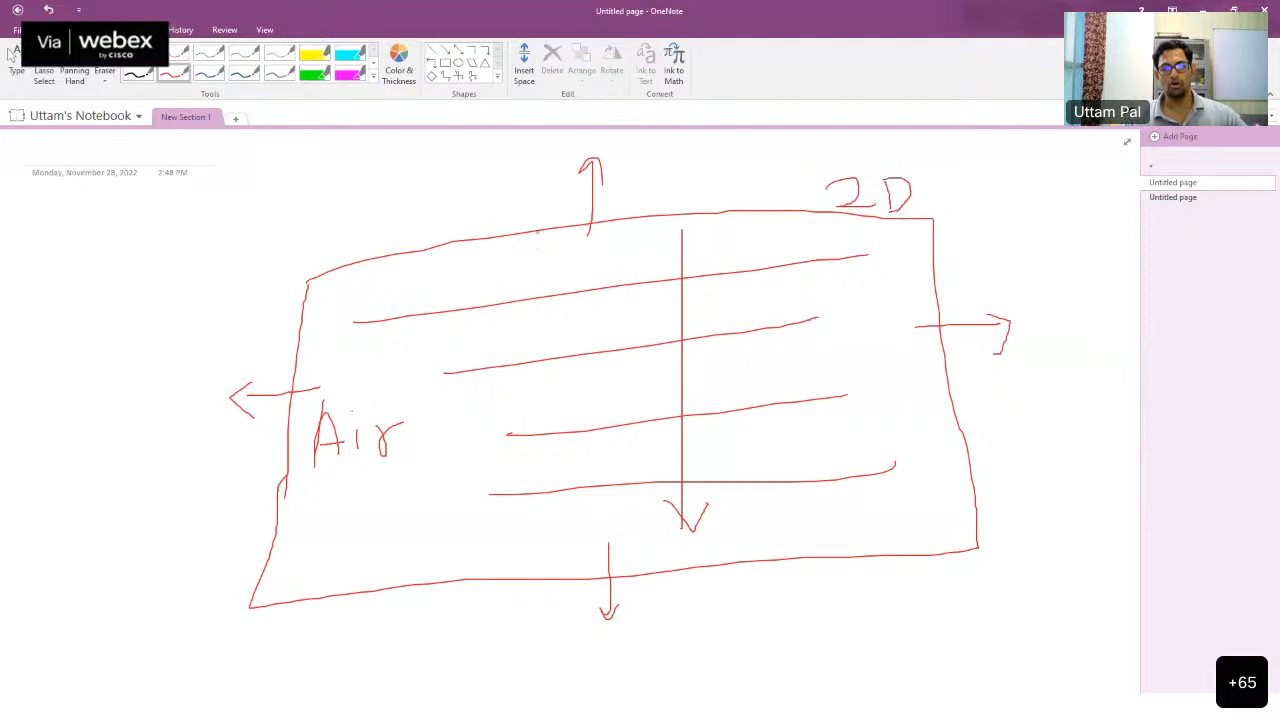 Untitled page - OneNote
Via webex
by CISCO
History Review View
Type Lasso Select Panning Hand Eraser Color & Thickness Insert Space Delete Arrange Rotate Ink to Text Ink to Math
Tools Shapes Edit Convert
Uttam Pal
Uttam's Notebook New Section 1
Add Page
Monday, November 28, 2022 2:48 PM
Untitled page
Untitled page
2D
Air
+65